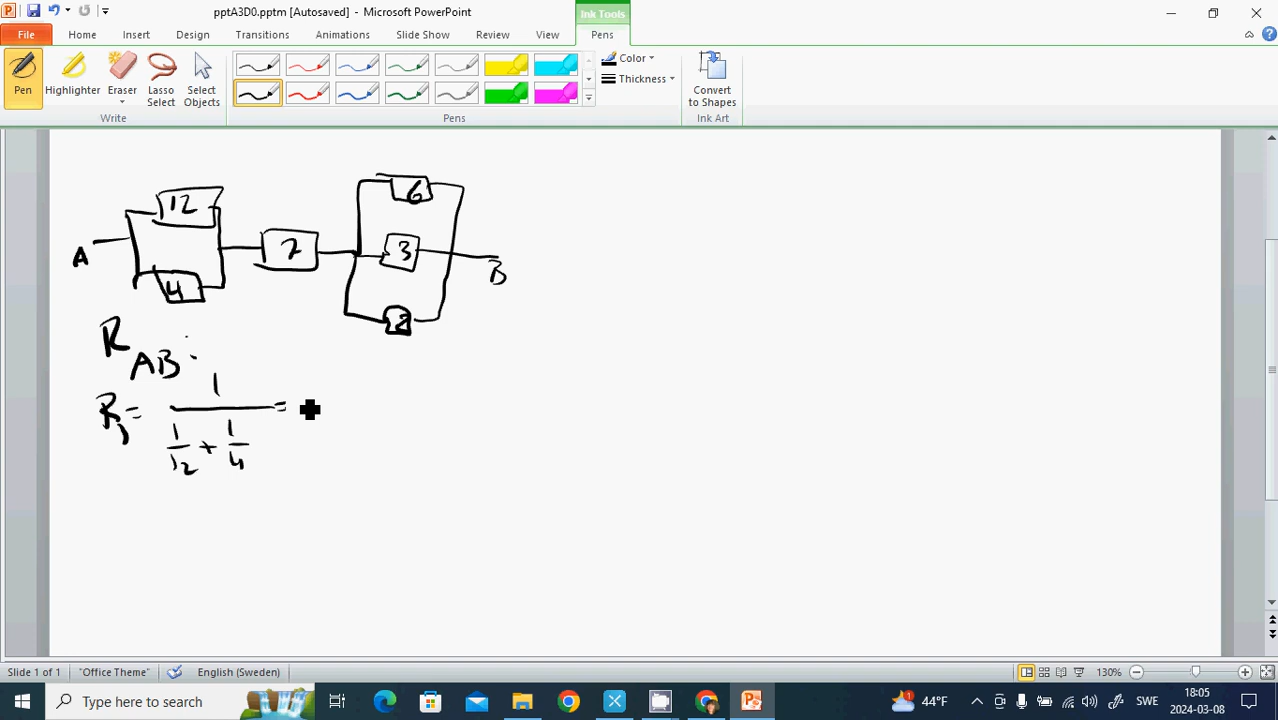 pptA3D0.pptm [Autosaved] - Microsoft PowerPoint
Ink Tools
File Home Insert Design Transitions Animations Slide Show Review View Pens
Pen Highlighter Eraser Lasso Select Select Objects
Color
Thickness
Convert to Shapes
Write Pens Ink Art
12
6
A
7
3
B
4
2
R AB:
R1 = 1 =
1 + 1
12 4
Slide 1 of 1 "Office Theme" English (Sweden) 130%
Type here to search 44°F SWE 18:05
2024-03-08